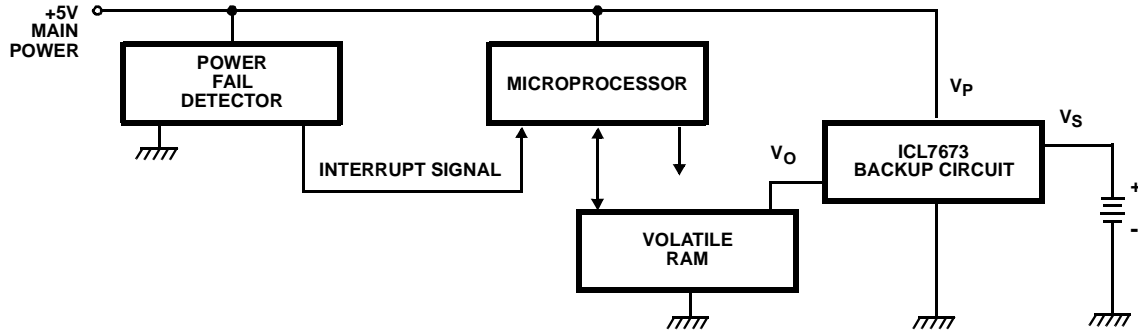 +5V
MAIN
POWER
POWER
FAIL
DETECTOR
MICROPROCESSOR
INTERRUPT SIGNAL
VOLATILE
RAM
VO
VP
VS
ICL7673
BACKUP CIRCUIT
+
-